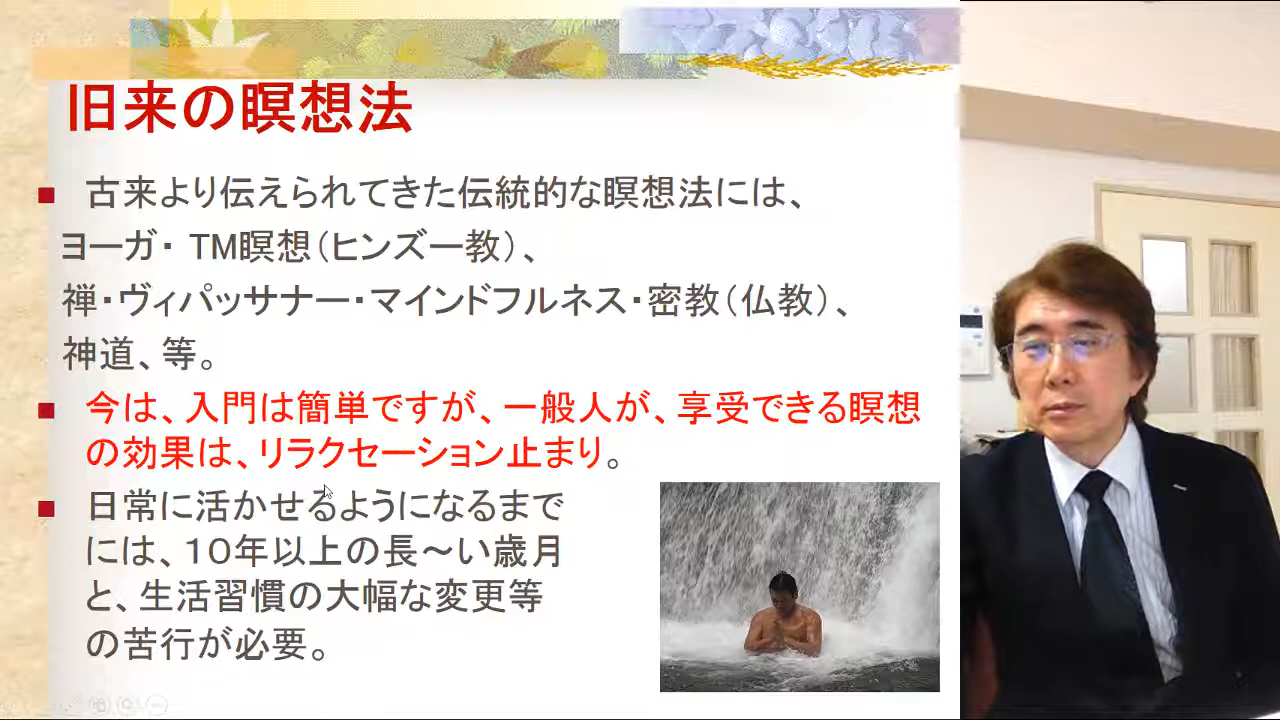 旧来の瞑想法
古来より伝えられてきた伝統的な瞑想法には、
ヨーガ・ TM瞑想（ヒンズー教）、
禅・ヴィパッサナー・マインドフルネス・密教（仏教）、
神道、等。
今は、入門は簡単ですが、一般人が、享受できる瞑想
の効果は、リラクセーション止まり。
日常に活かせるようになるまで
には、１０年以上の長～い歳月
と、生活習慣の大幅な変更等
の苦行が必要。